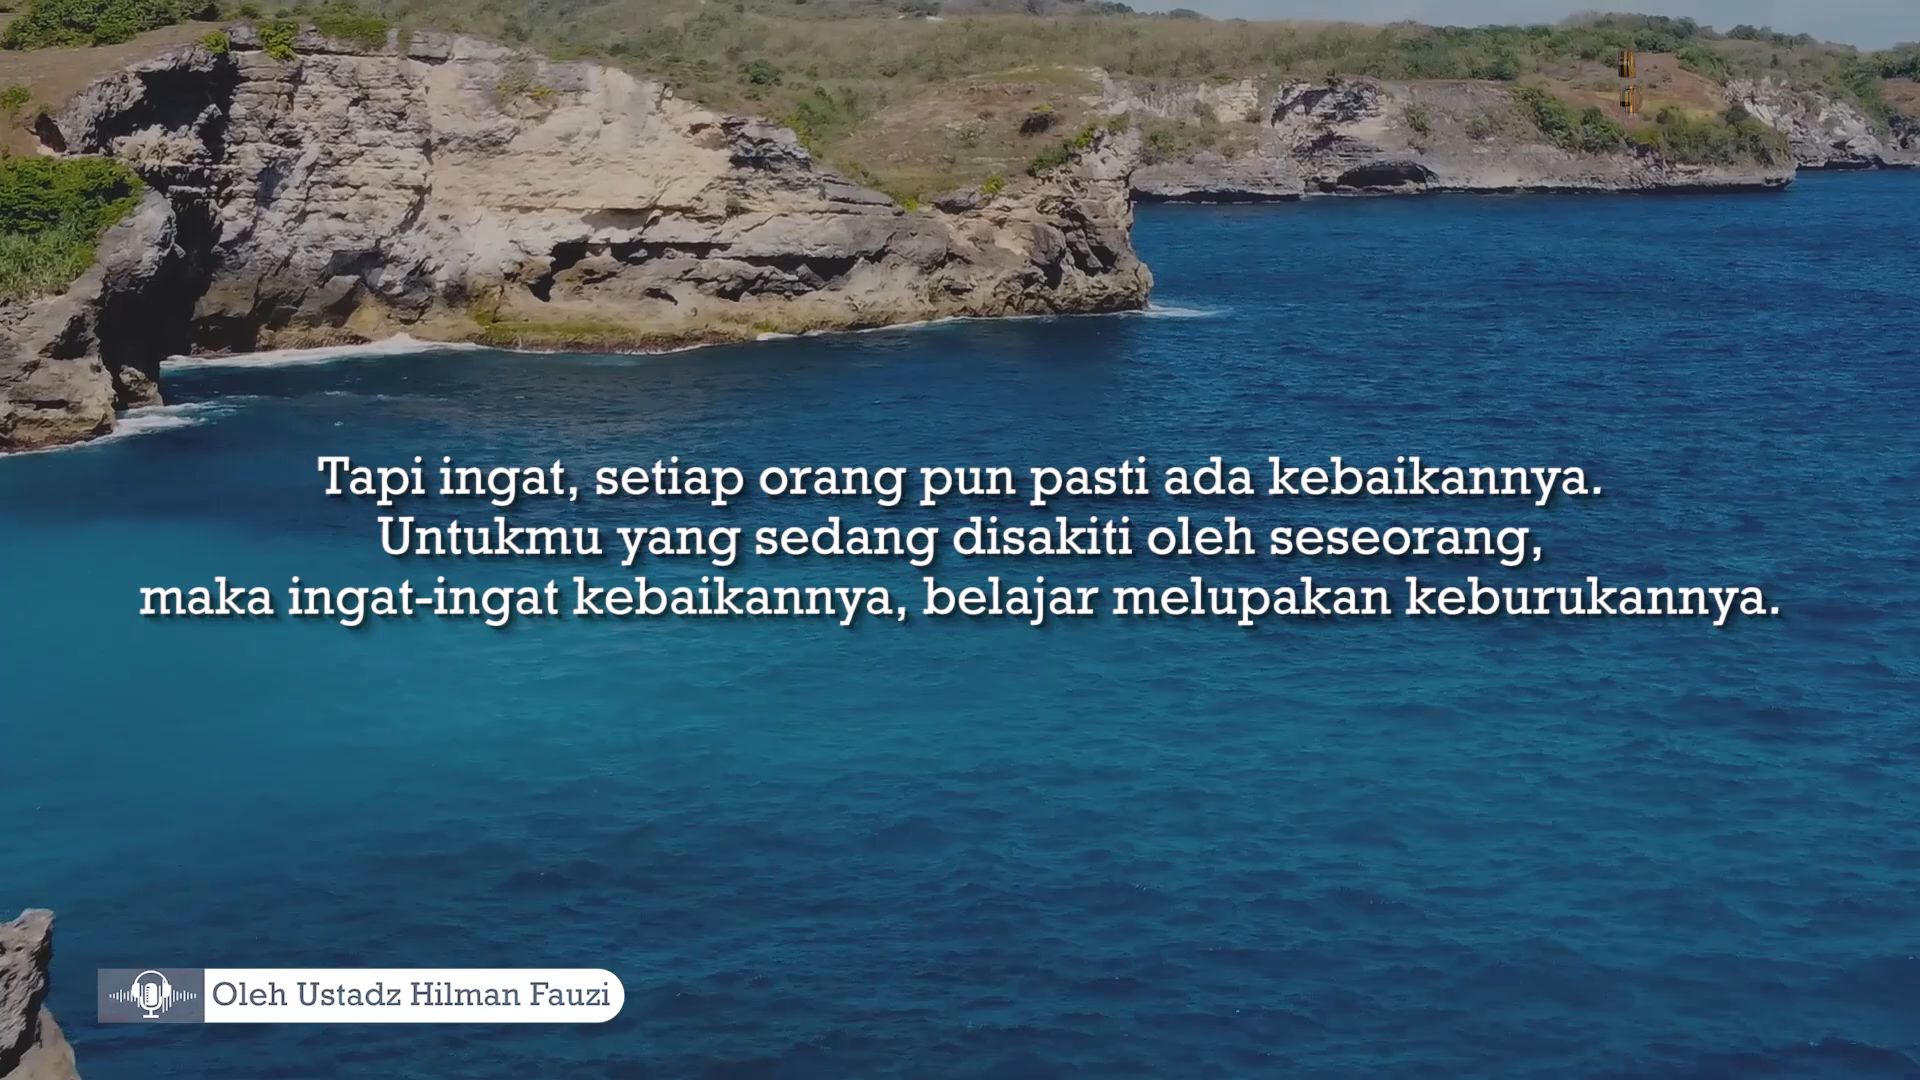 Tapi ingat, setiap orang pun pasti ada kebaikannya.
Untukmu yang sedang disakiti oleh seseorang,
maka ingat-ingat kebaikannya, belajar melupakan keburukannya.
Oleh Ustadz Hilman Fauzi